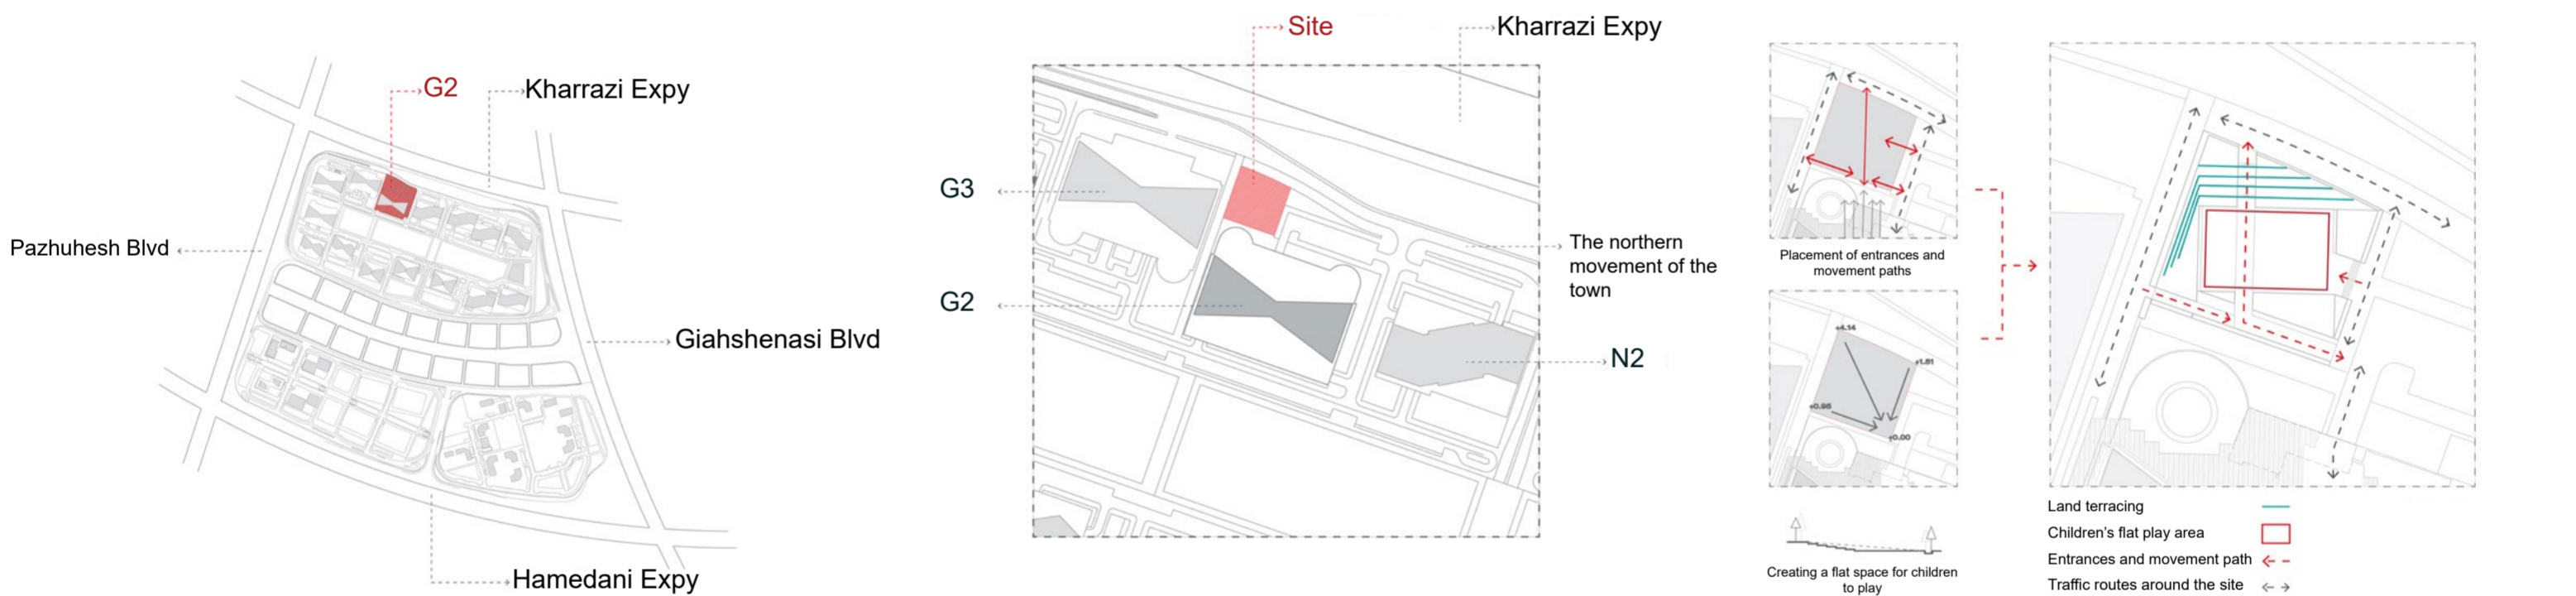 G2
Kharrazi Expy
Pazhuhesh Blvd
Giahshenasi Blvd
Hamedani Expy
Site
Kharrazi Expy
G3
G2
The northern
movement of the
town
N2
Placement of entrances and
movement paths
+4.14
+1.61
+0.96
+0.00
Creating a flat space for children
to play
Land terracing
Children's flat play area
Entrances and movement path
Traffic routes around the site